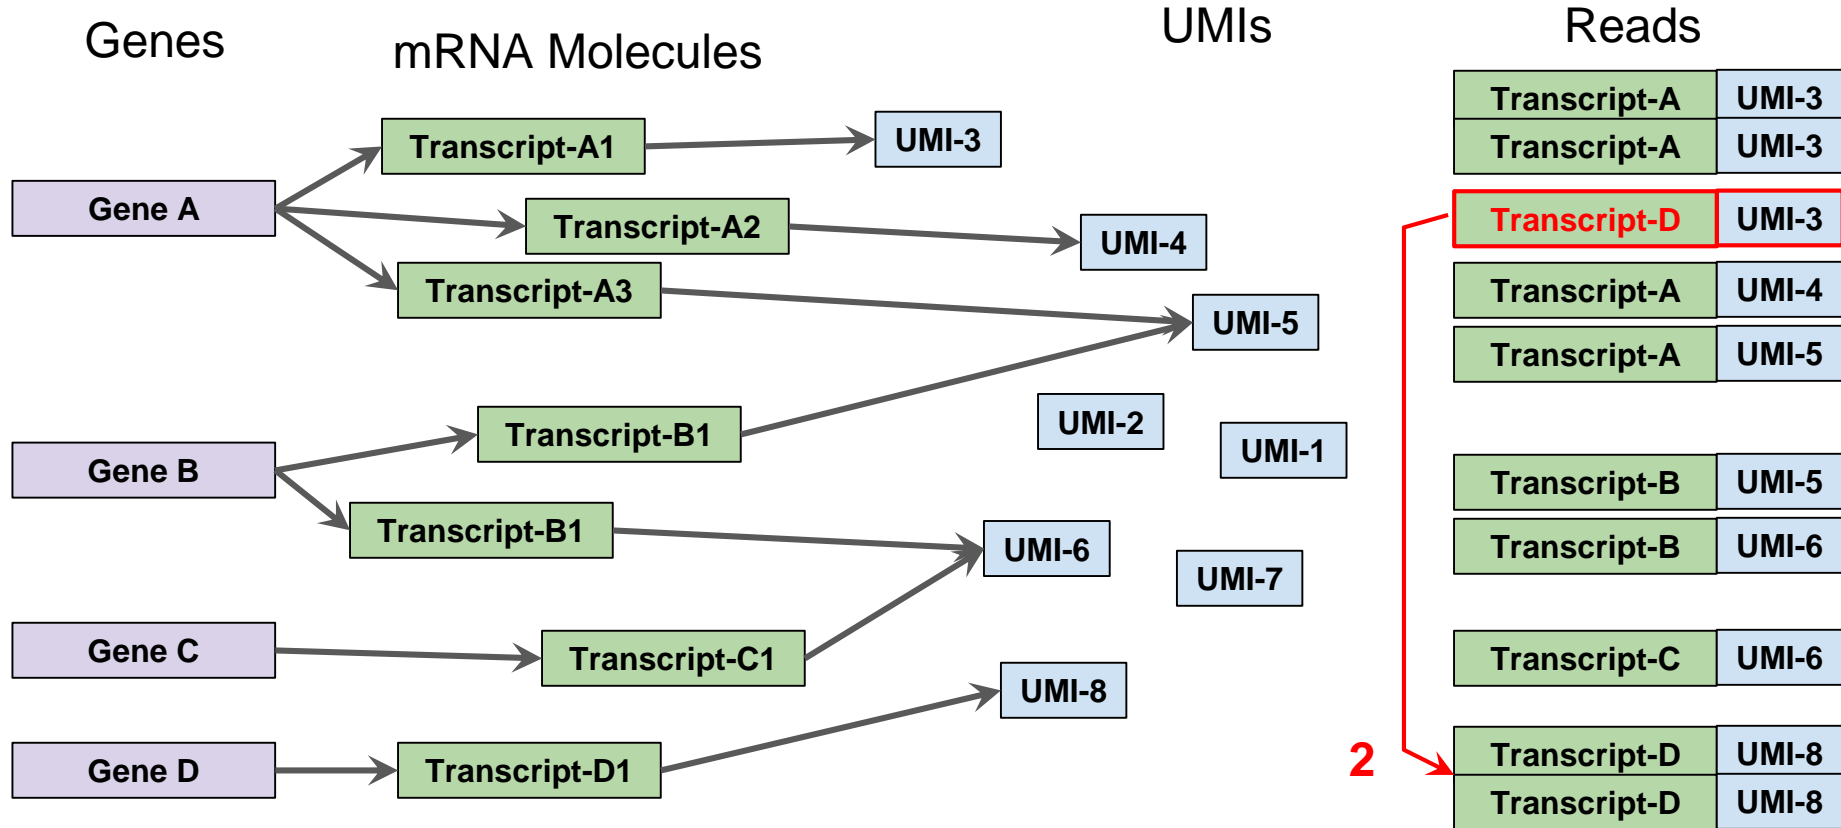 Genes
mRNA Molecules
UMIs
Reads
Gene A
Gene B
Gene C
Gene D
Transcript-A1
Transcript-A2
Transcript-A3
Transcript-B1
Transcript-B1
Transcript-C1
Transcript-D1
UMI-3
UMI-4
UMI-5
UMI-2
UMI-1
UMI-6
UMI-7
UMI-8
Transcript-A UMI-3
Transcript-A UMI-3
Transcript-D UMI-3
Transcript-A UMI-4
Transcript-A UMI-5
Transcript-B UMI-5
Transcript-B UMI-6
Transcript-C UMI-6
2
Transcript-D UMI-8
Transcript-D UMI-8